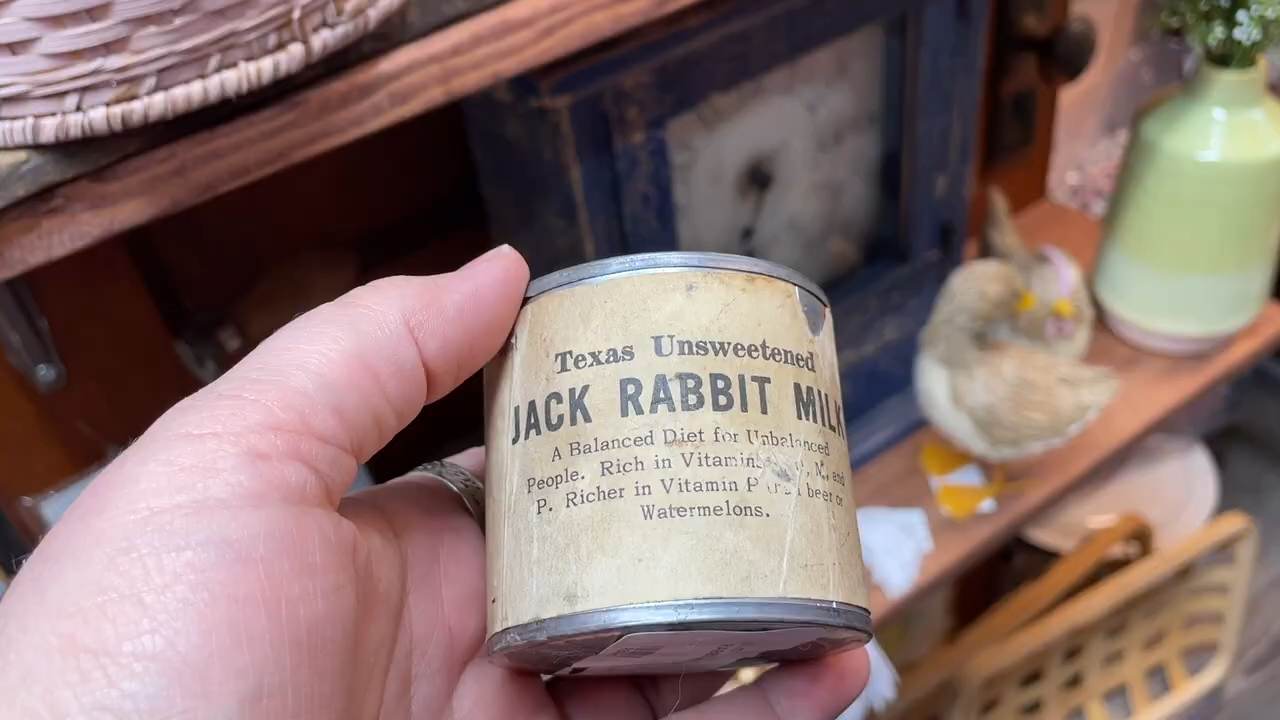 Texas Unsweetened
JACK RABBIT MILK
A Balanced Diet for Unbalanced
People. Rich in Vitamins N, and
P. Richer in Vitamin P than beer or
Watermelons.